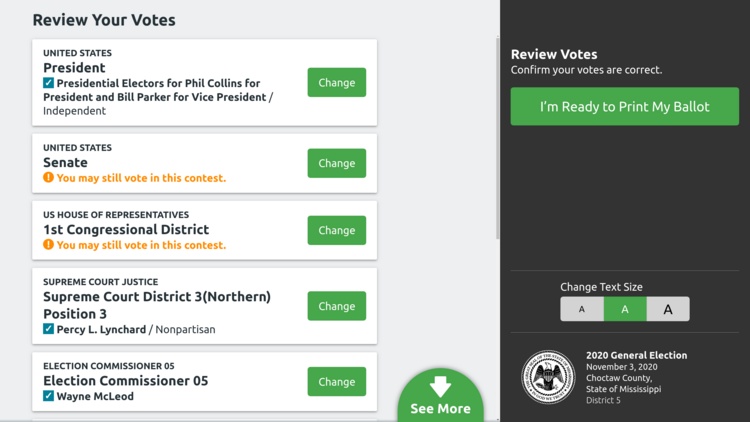 Review Your Votes
UNITED STATES
President
Presidential Electors for Phil Collins for
President and Bill Parker for Vice President /
Independent
Change
UNITED STATES
Senate
You may still vote in this contest.
Change
US HOUSE OF REPRESENTATIVES
1st Congressional District
You may still vote in this contest.
Change
SUPREME COURT JUSTICE
Supreme Court District 3(Northern)
Position 3
Percy L. Lynchard / Nonpartisan
Change
ELECTION COMMISSIONER 05
Election Commissioner 05
Wayne McLeod
Change
See More
Review Votes
Confirm your votes are correct.
I'm Ready to Print My Ballot
Change Text Size
A A A
2020 General Election
November 3, 2020
Choctaw County,
State of Mississippi
District 5